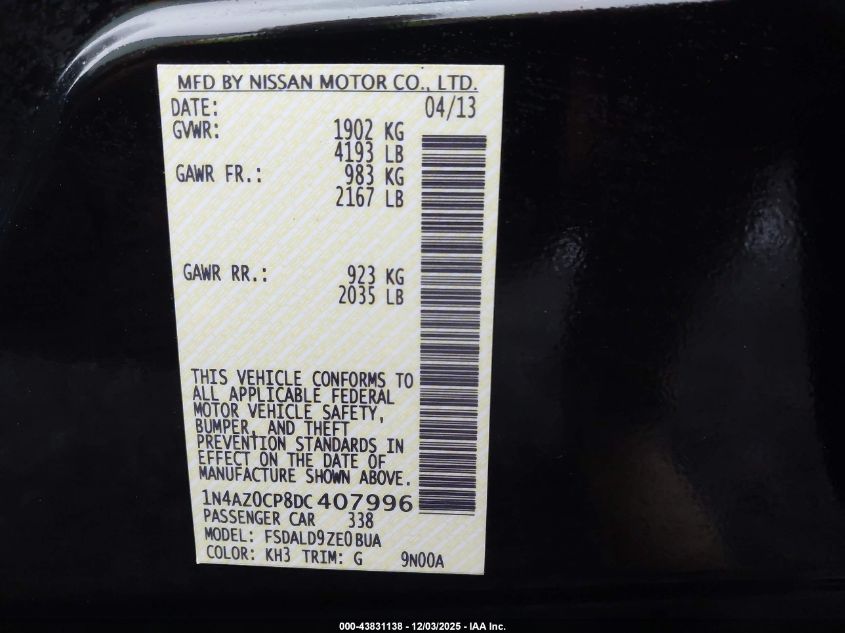 MFD BY NISSAN MOTOR CO., LTD.
DATE: 04/13
GVWR: 1902 KG
4193 LB
GAWR FR.: 983 KG
2167 LB
GAWR RR.: 923 KG
2035 LB
THIS VEHICLE CONFORMS TO
ALL APPLICABLE FEDERAL
MOTOR VEHICLE SAFETY,
BUMPER, AND THEFT
PREVENTION STANDARDS IN
EFFECT ON THE DATE OF
MANUFACTURE SHOWN ABOVE.
1N4AZ0CP8DC407996
PASSENGER CAR 338
MODEL: FSDALD9ZE0BUA
COLOR: KH3 TRIM: G 9N00A
000-43831138 - 12/03/2025 - IAA Inc.